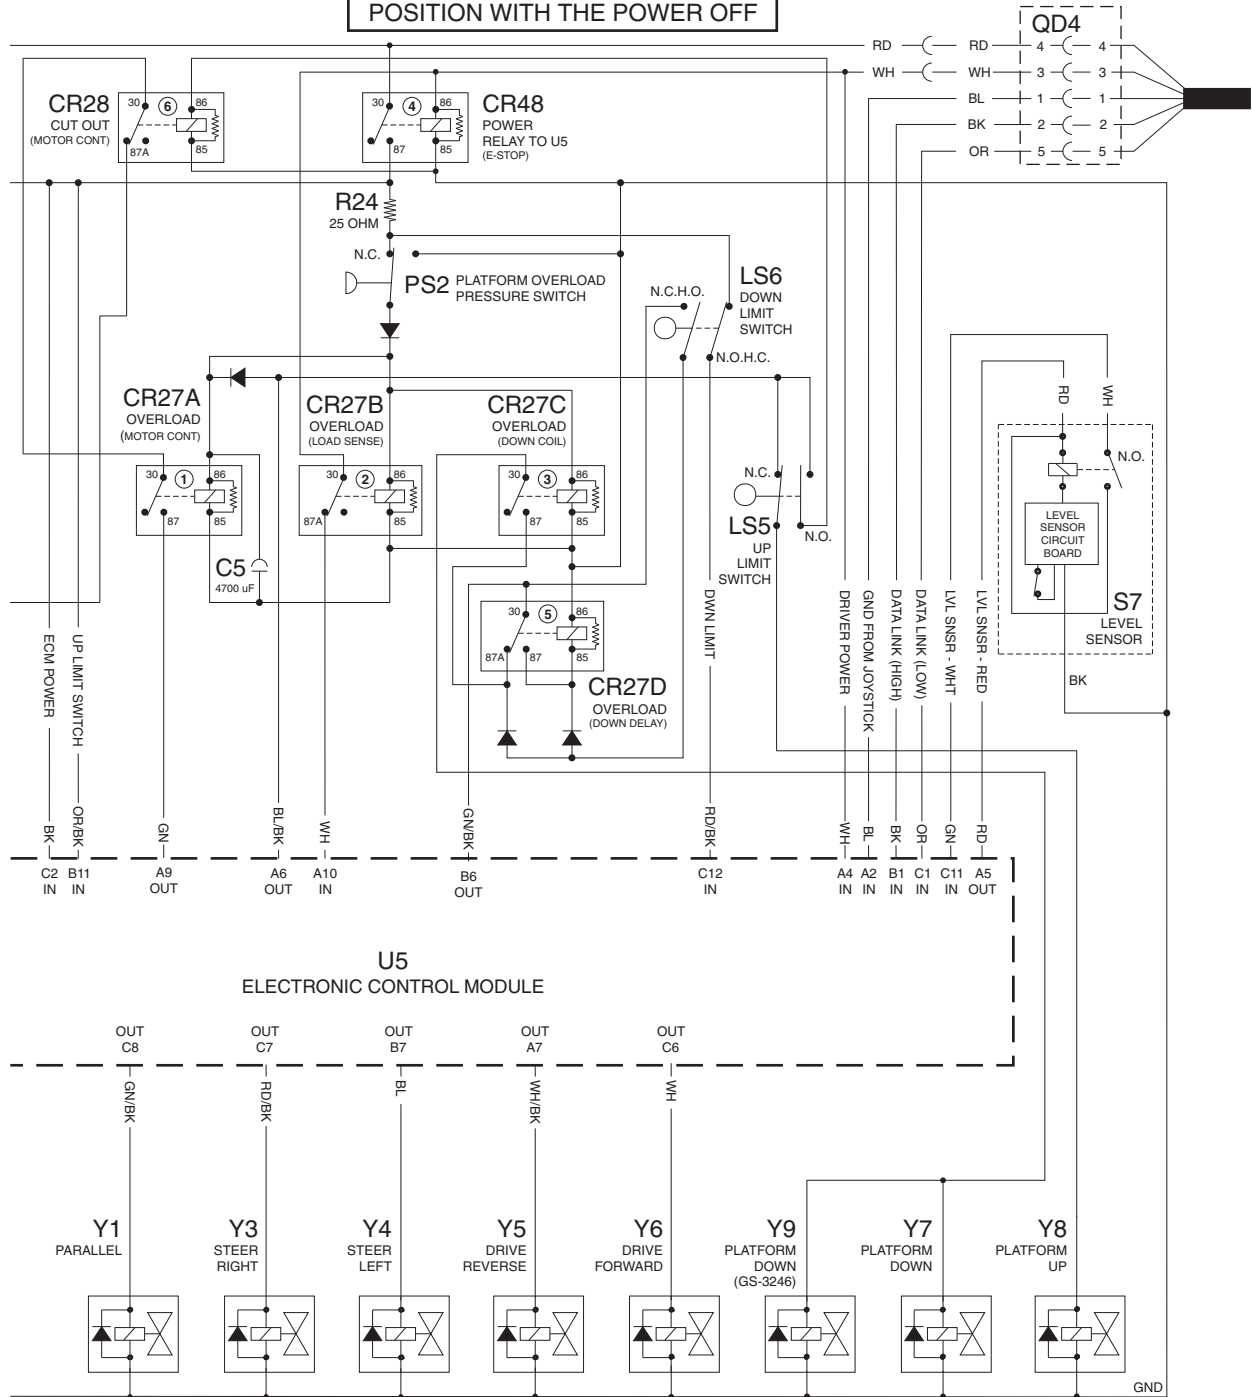 POSITION WITH THE POWER OFF
QD4
RD RD 4 4
WH WH 3 3
BL 1 1
BK 2 2
OR 5 5
CR28
CUT OUT
(MOTOR CONT)
30 6 86
87A 85
30 4 86
87 85
CR48
POWER
RELAY TO U5
(E-STOP)
R24
25 OHM
N.C.
PS2 PLATFORM OVERLOAD
PRESSURE SWITCH
N.C.H.O.
LS6
DOWN
LIMIT
SWITCH
N.O.H.C.
CR27A
OVERLOAD
(MOTOR CONT)
30 1 86
87 85
CR27B
OVERLOAD
(LOAD SENSE)
30 2 86
87A 85
CR27C
OVERLOAD
(DOWN COIL)
30 3 86
87 85
C5
4700 uF
N.C.
LS5
N.O.
UP
LIMIT
SWITCH
30 5 86
87A 87 85
CR27D
OVERLOAD
(DOWN DELAY)
RD
WH
N.O.
LEVEL
SENSOR
CIRCUIT
BOARD
S7
LEVEL
SENSOR
BK
ECM POWER
UP LIMIT SWITCH
DWN LIMIT
DRIVER POWER
GND FROM JOYSTICK
DATA LINK (HIGH)
DATA LINK (LOW)
LVL SNSR - WHT
LVL SNSR - RED
BK
OR/BK
GN
BL/BK
WH
GN/BK
RD/BK
WH
BL
BK
OR
GN
RD
C2 B11 A9 A6 A10 B6 C12 A4 A2 B1 C1 C11 A5
IN IN OUT OUT IN OUT IN IN IN IN IN IN OUT
U5
ELECTRONIC CONTROL MODULE
OUT OUT OUT OUT OUT
C8 C7 B7 A7 C6
GN/BK
RD/BK
BL
WH/BK
WH
Y1
PARALLEL
Y3
STEER
RIGHT
Y4
STEER
LEFT
Y5
DRIVE
REVERSE
Y6
DRIVE
FORWARD
Y9
PLATFORM
DOWN
(GS-3246)
Y7
PLATFORM
DOWN
Y8
PLATFORM
UP
GND